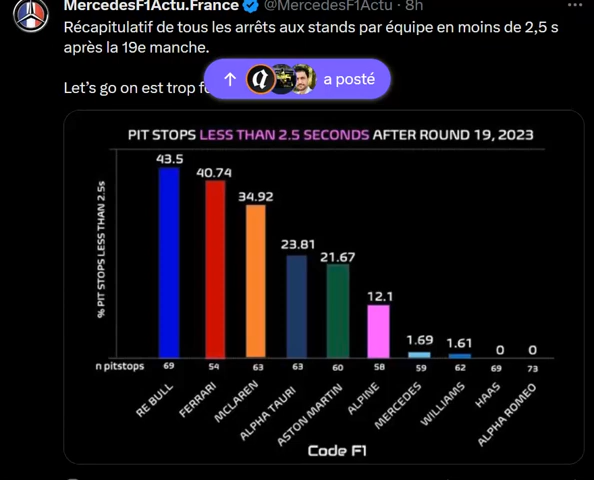 MercedesF1Actu.France @MercedesF1Actu · 8h
Récapitulatif de tous les arrêts aux stands par équipe en moins de 2,5 s
après la 19e manche.
Let's go on est trop
a posté
PIT STOPS LESS THAN 2.5 SECONDS AFTER ROUND 19, 2023
% PIT STOPS LESS THAN 2.5s
43.5 40.74 34.92 23.81 21.67 12.1 1.69 1.61 0 0
n pitstops 69 54 63 63 60 58 59 62 69 73
RE BULL FERRARI MCLAREN ALPHA TAURI ASTON MARTIN ALPINE MERCEDES WILLIAMS HAAS ALPHA ROMEO
Code F1